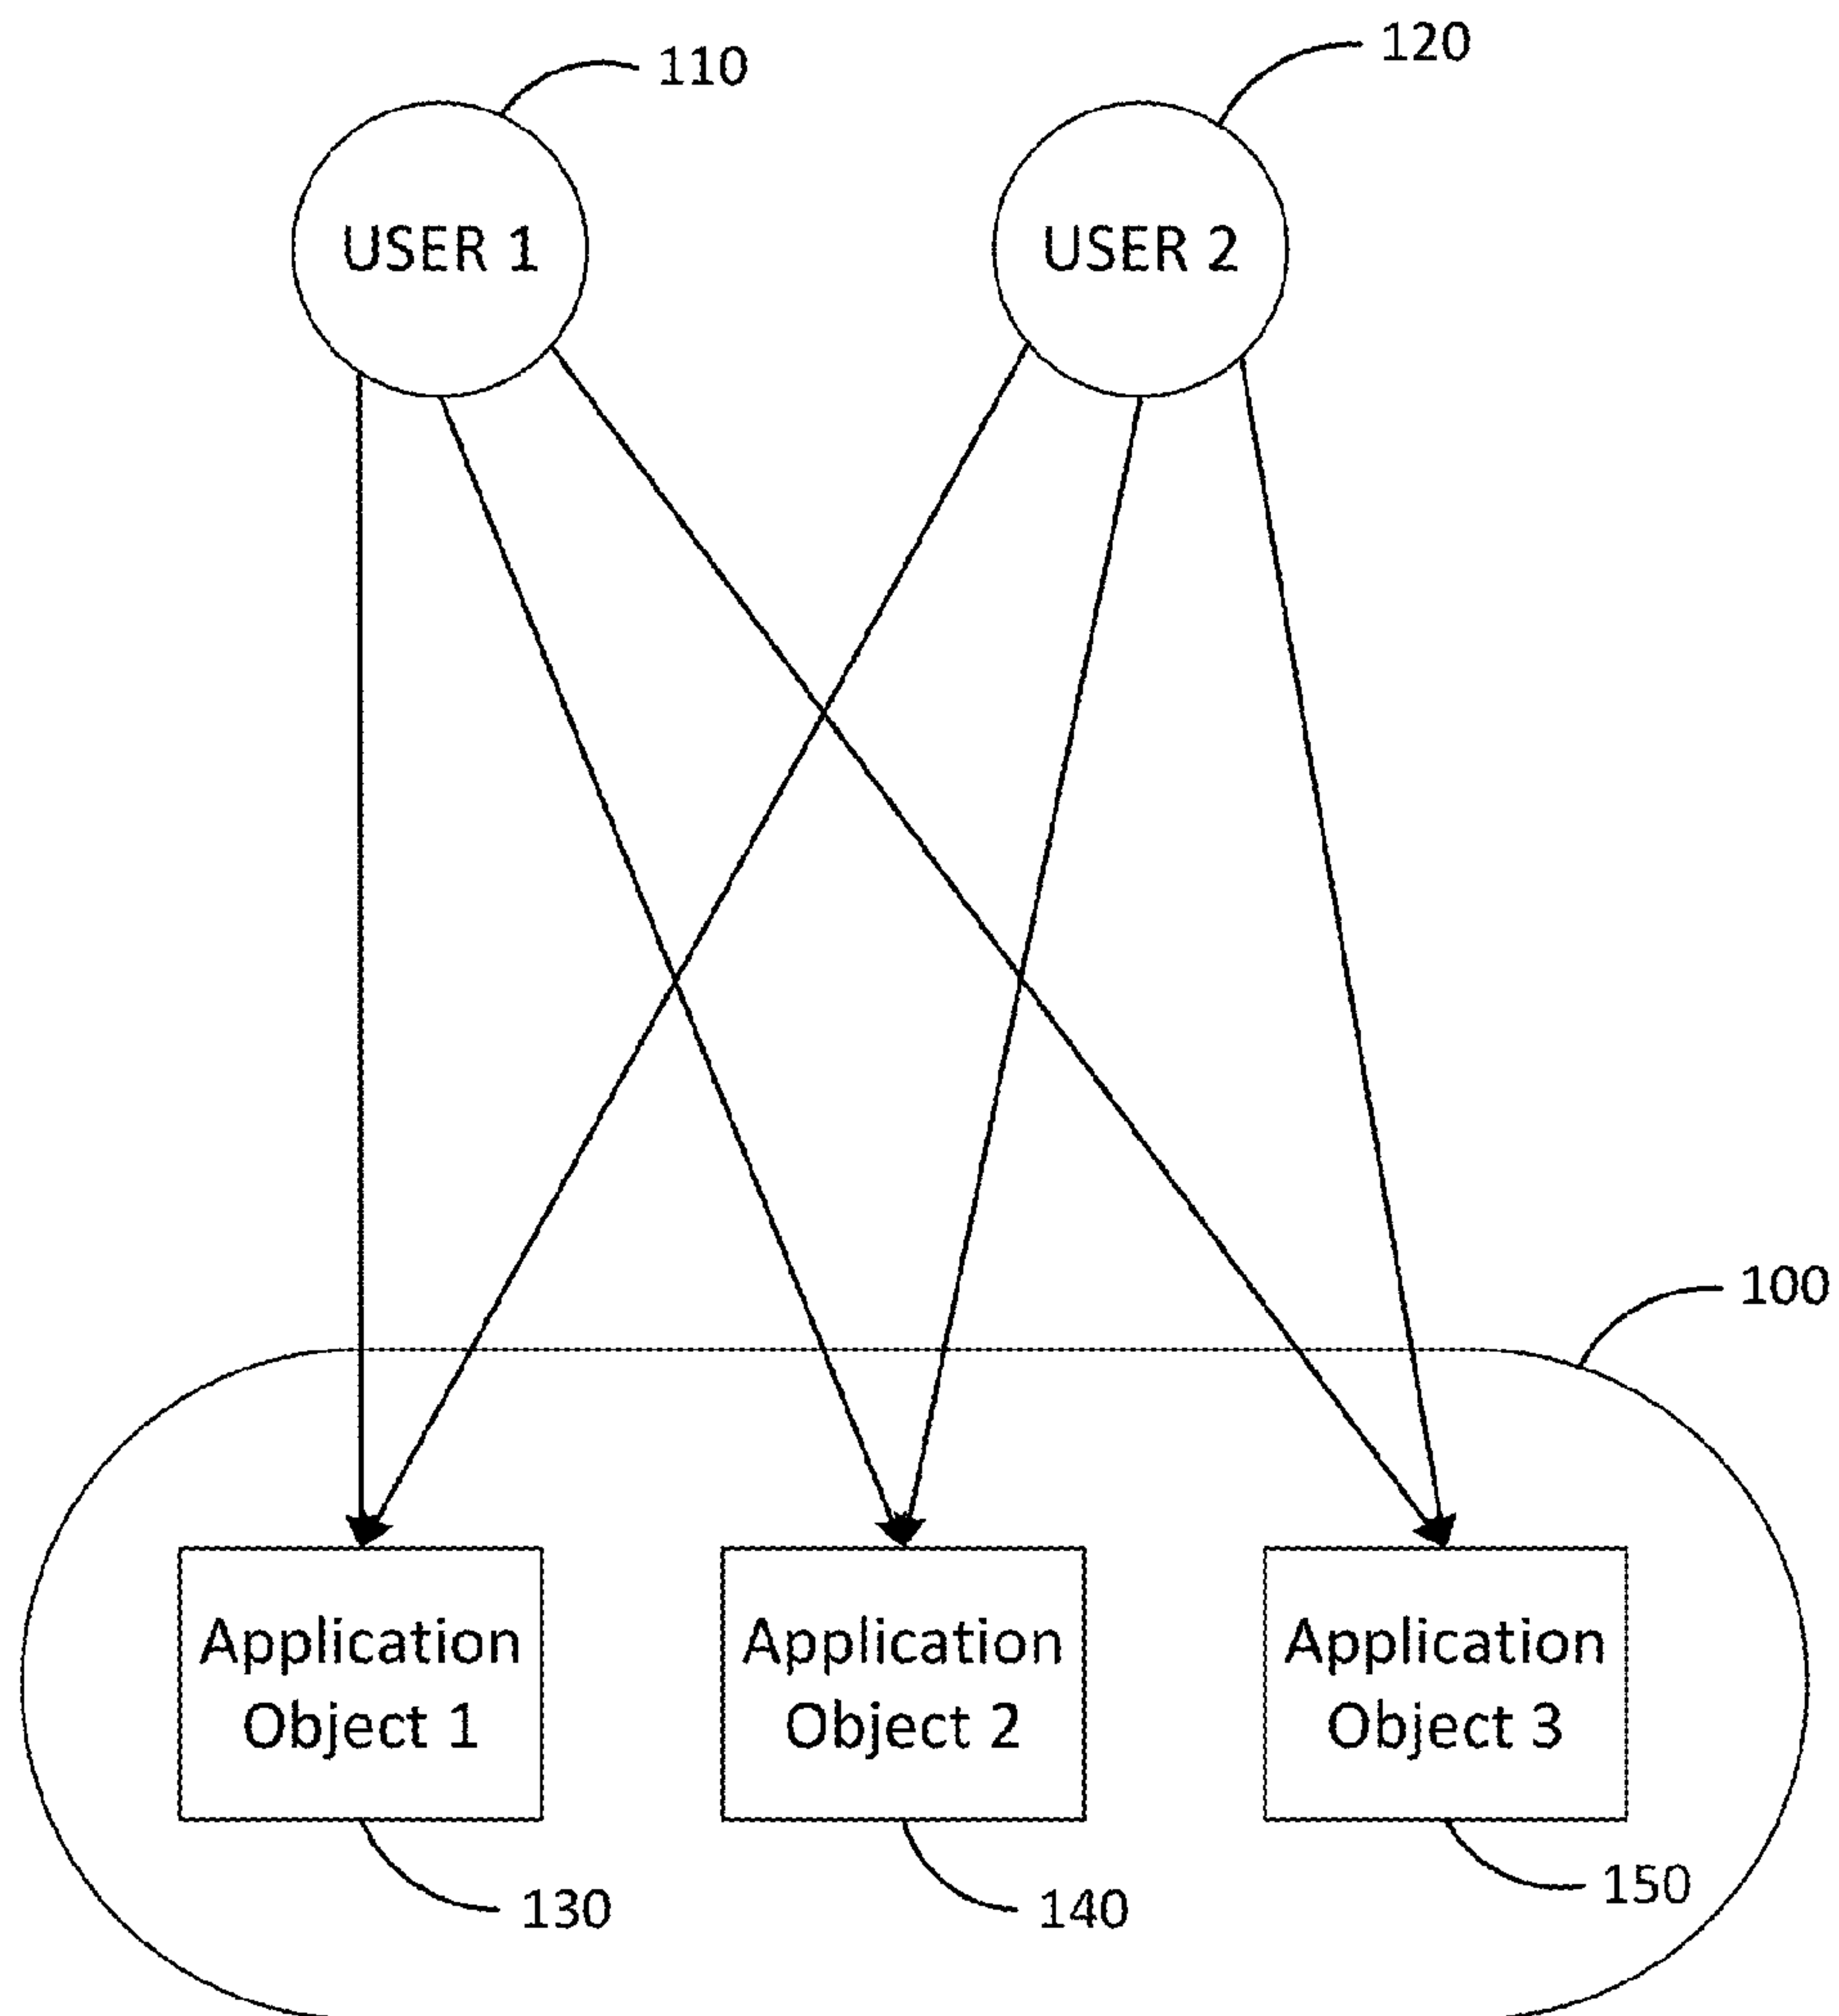 110
120
USER 1
USER 2
100
Application
Object 1
Application
Object 2
Application
Object 3
130
140
150